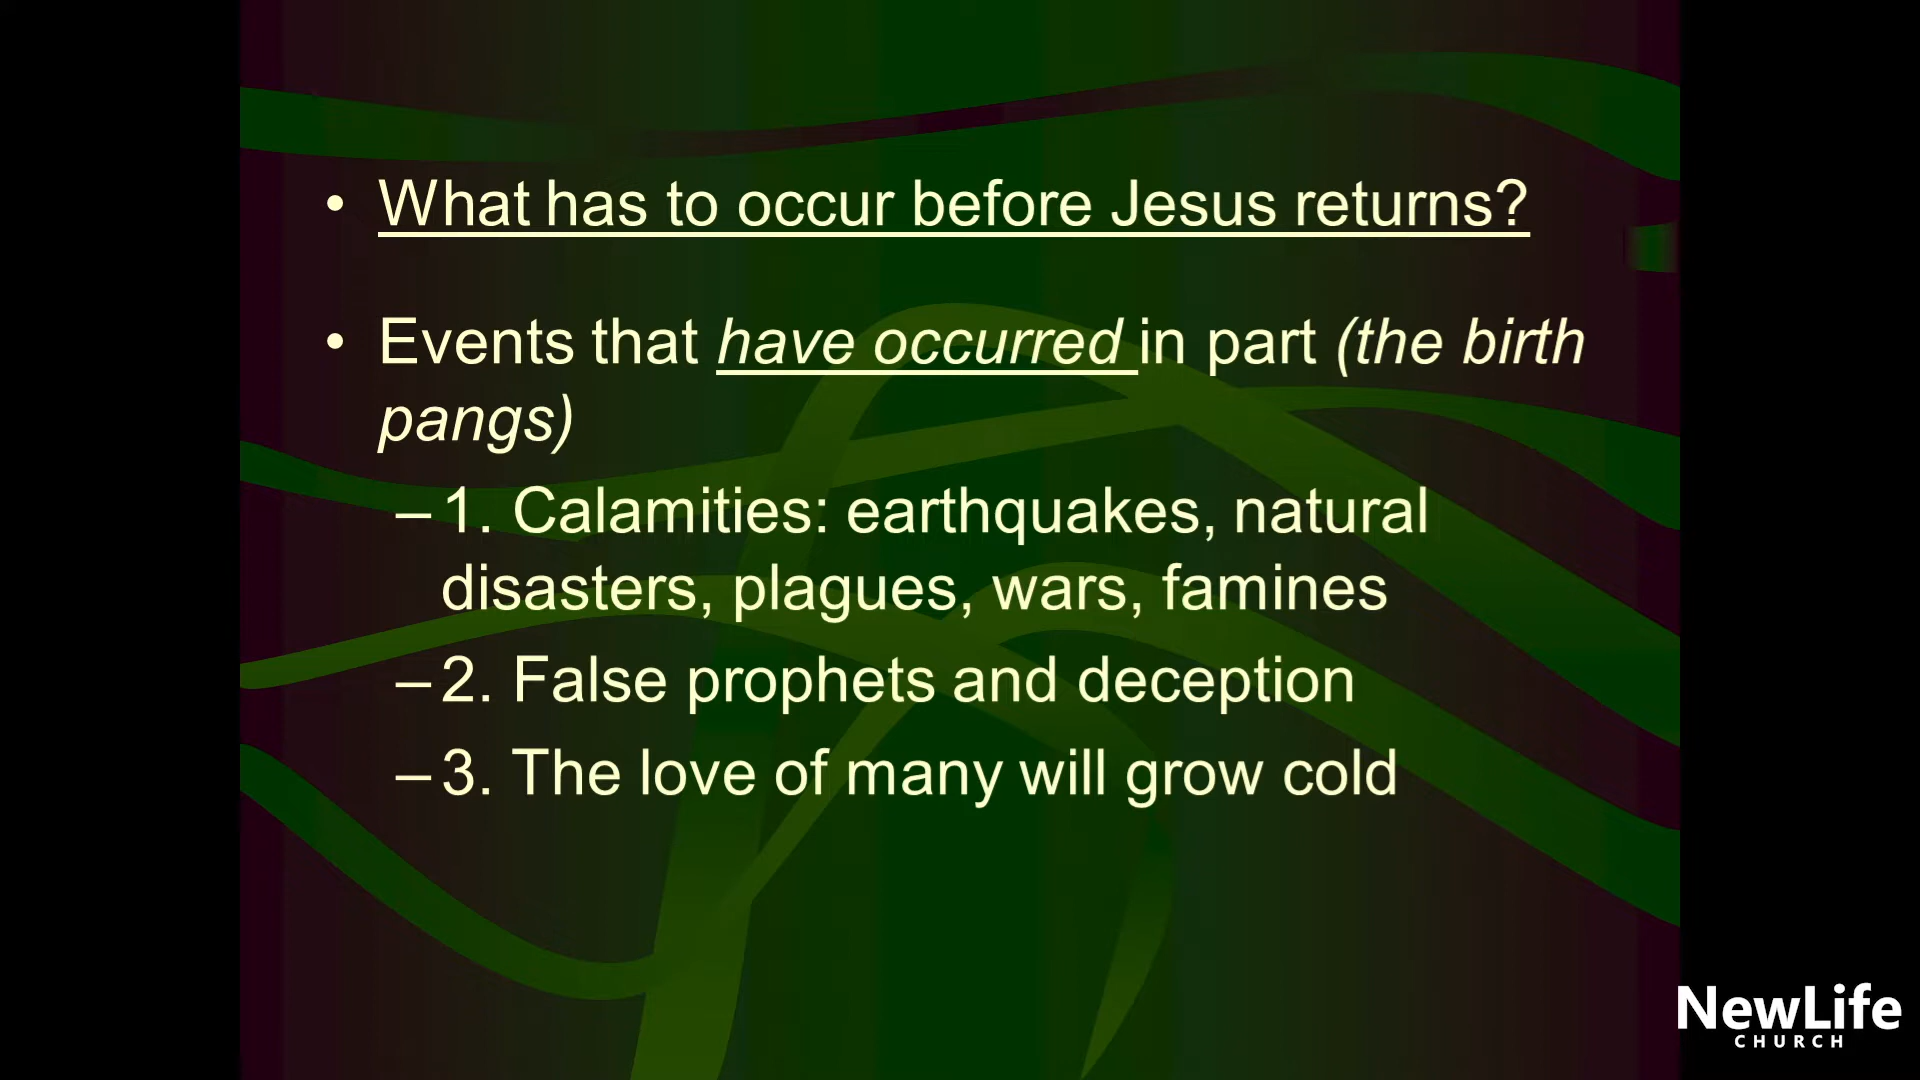 • What has to occur before Jesus returns?
• Events that have occurred in part (the birth
pangs)
– 1. Calamities: earthquakes, natural
disasters, plagues, wars, famines
– 2. False prophets and deception
– 3. The love of many will grow cold
NewLife
CHURCH